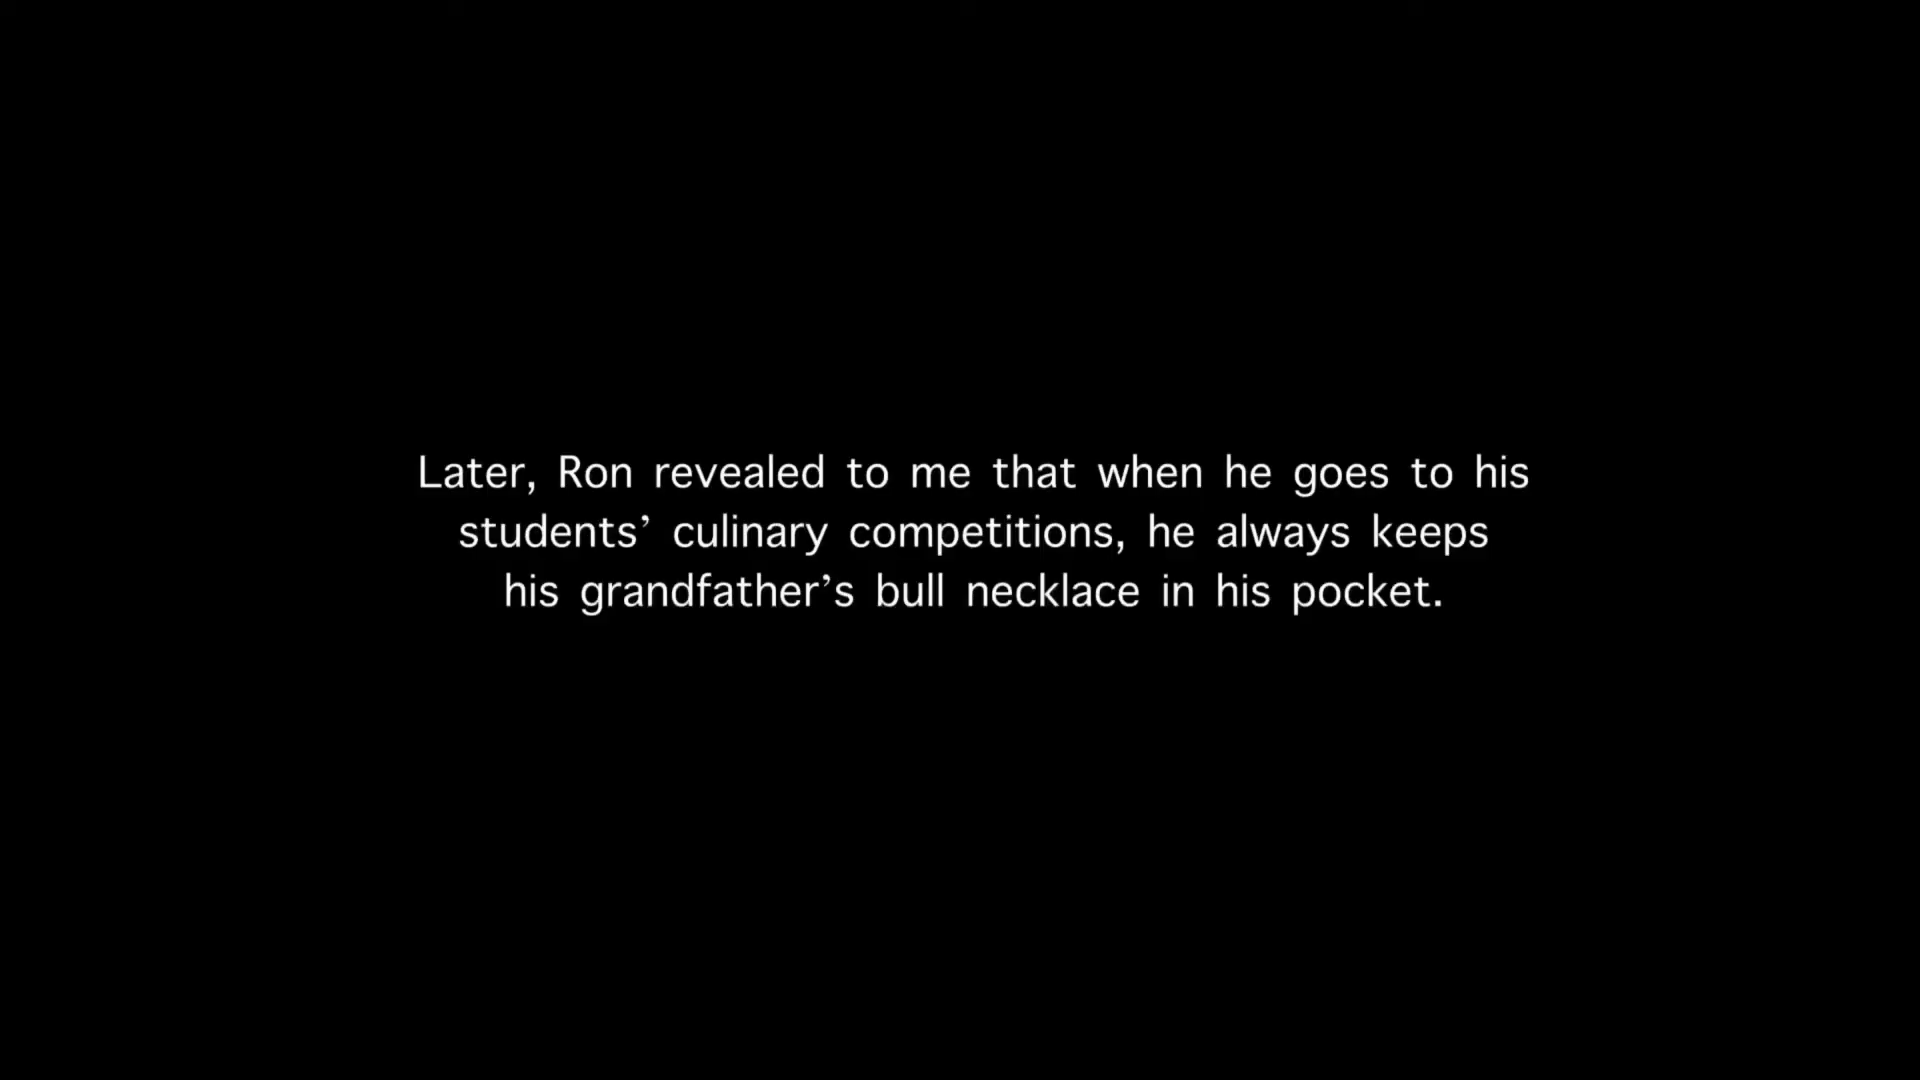 Later, Ron revealed to me that when he goes to his
students’ culinary competitions, he always keeps
his grandfather’s bull necklace in his pocket.